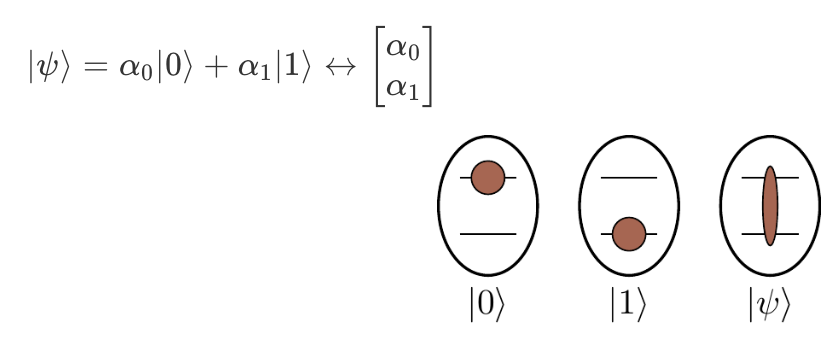 |ψ⟩ = α₀|0⟩ + α₁|1⟩ ↔ [α₀ α₁]
|0⟩ |1⟩ |ψ⟩